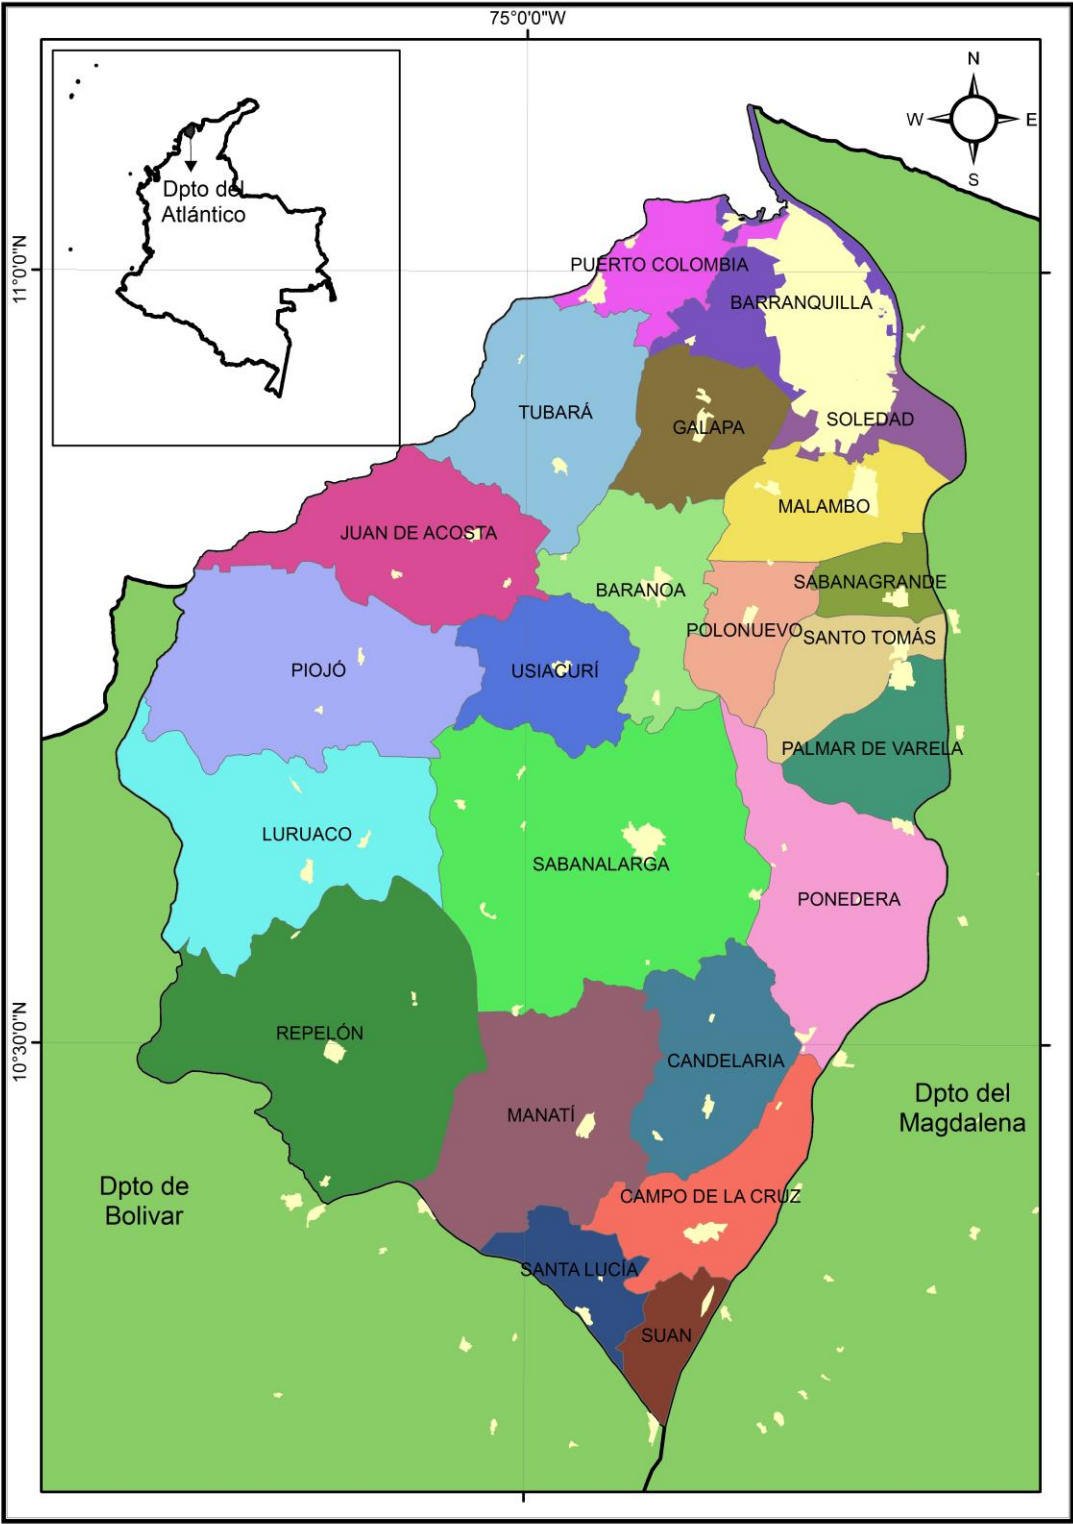 75°0'0"W
N
W
E
S
Dpto del
Atlántico
11°0'0"N
PUERTO COLOMBIA
BARRANQUILLA
TUBARÁ
GALAPA
SOLEDAD
MALAMBO
JUAN DE ACOSTA
BARANOA
SABANAGRANDE
POLONUEVO
SANTO TOMÁS
PIOJÓ
USIACURÍ
PALMAR DE VARELA
LURUACO
SABANALARGA
PONEDERA
REPELÓN
10°30'0"N
CANDELARIA
MANATÍ
Dpto del
Magdalena
Dpto de
Bolivar
CAMPO DE LA CRUZ
SANTA LUCÍA
SUAN